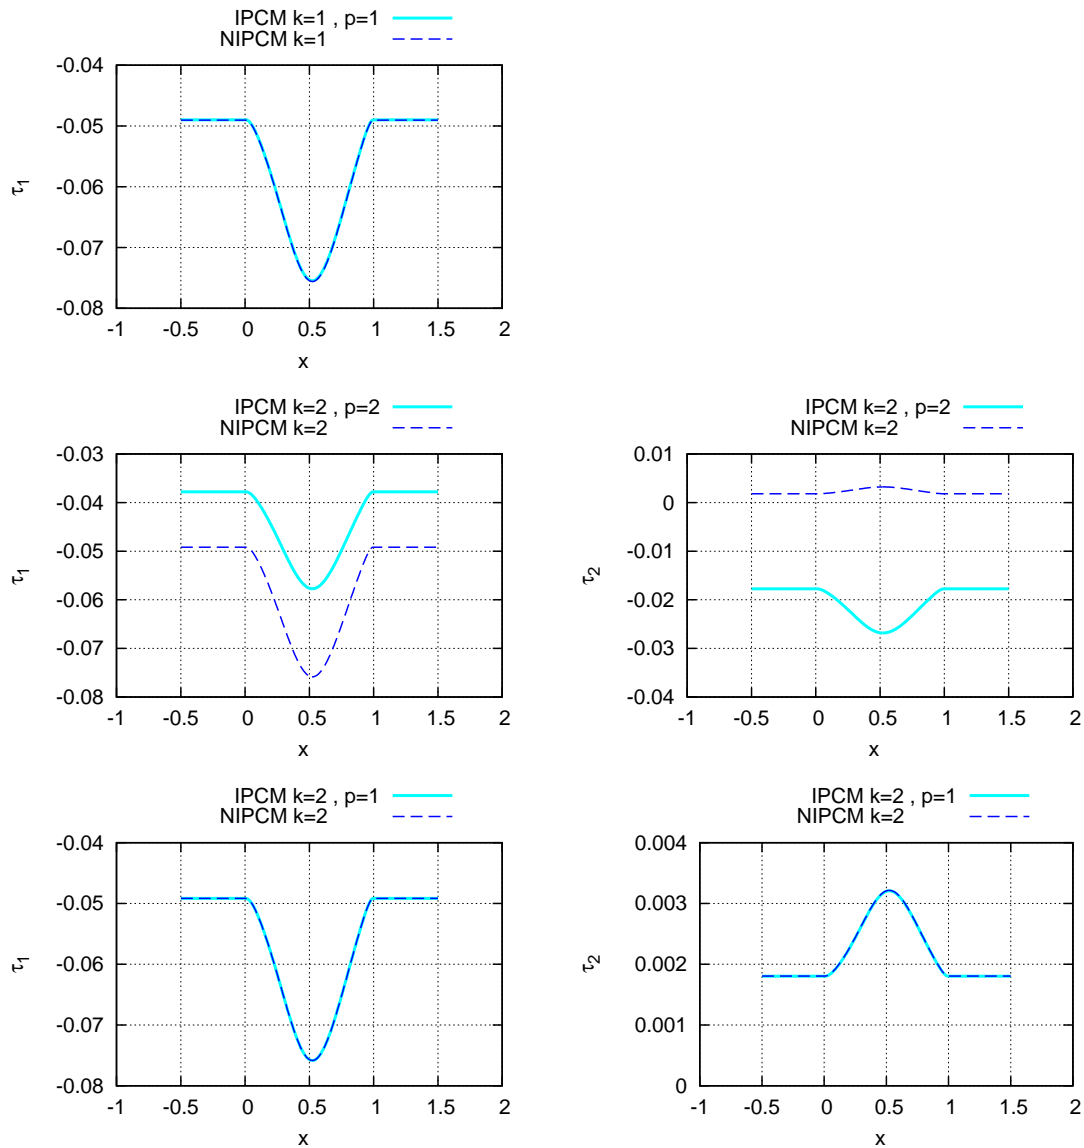 IPCM k=1 , p=1
NIPCM k=1
-0.04
-0.05
-0.06
-0.07
-0.08
τ1
-1 -0.5 0 0.5 1 1.5 2
x
IPCM k=2 , p=2
NIPCM k=2
-0.03
-0.04
-0.05
-0.06
-0.07
-0.08
τ1
-1 -0.5 0 0.5 1 1.5 2
x
IPCM k=2 , p=2
NIPCM k=2
0.01
0
-0.01
-0.02
-0.03
-0.04
τ2
-1 -0.5 0 0.5 1 1.5 2
x
IPCM k=2 , p=1
NIPCM k=2
-0.04
-0.05
-0.06
-0.07
-0.08
τ1
-1 -0.5 0 0.5 1 1.5 2
x
IPCM k=2 , p=1
NIPCM k=2
0.004
0.003
0.002
0.001
0
τ2
-1 -0.5 0 0.5 1 1.5 2
x